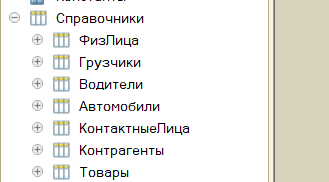 Справочники
ФизЛица
Грузчики
Водители
Автомобили
КонтактныеЛица
Контрагенты
Товары